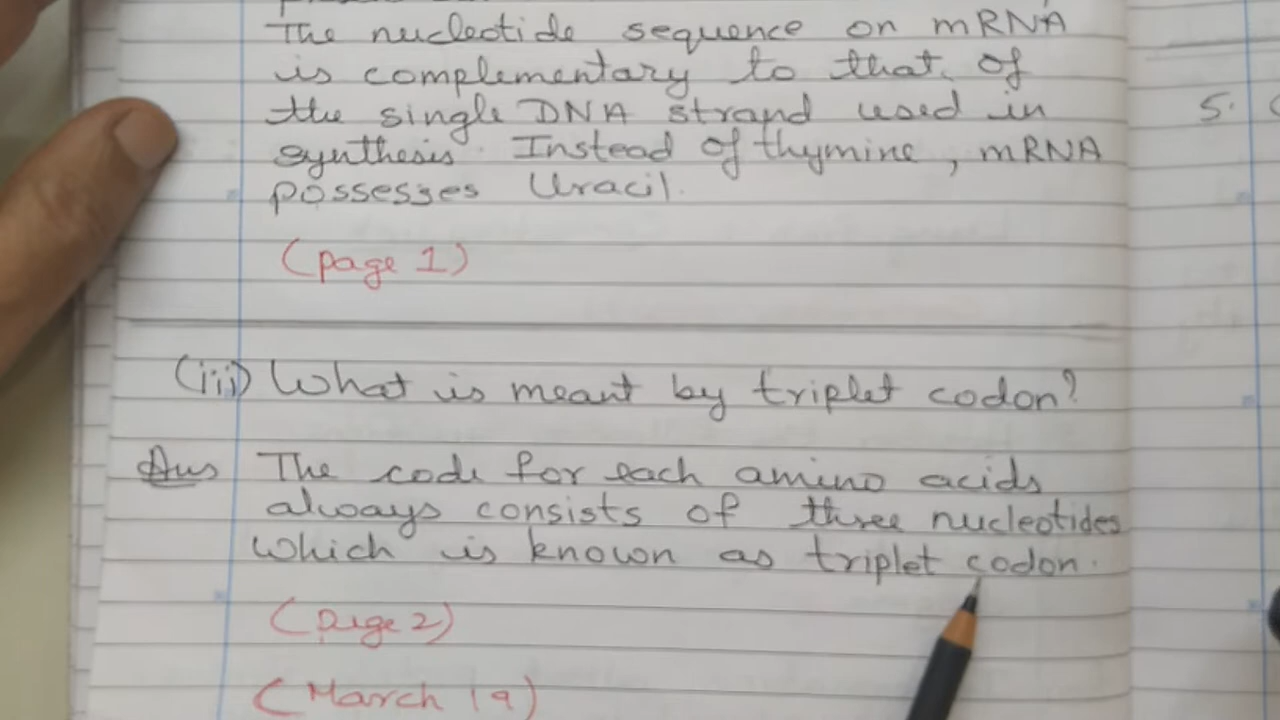 The nucleotide sequence on mRNA
is complementary to that of
the single DNA strand used in
synthesis. Instead of thymine, mRNA
possesses Uracil.
(page 1)
(iii) What is meant by triplet codon?
Ans The code for each amino acids
always consists of three nucleotides
which is known as triplet codon.
(page 2)
(March 19)
5.